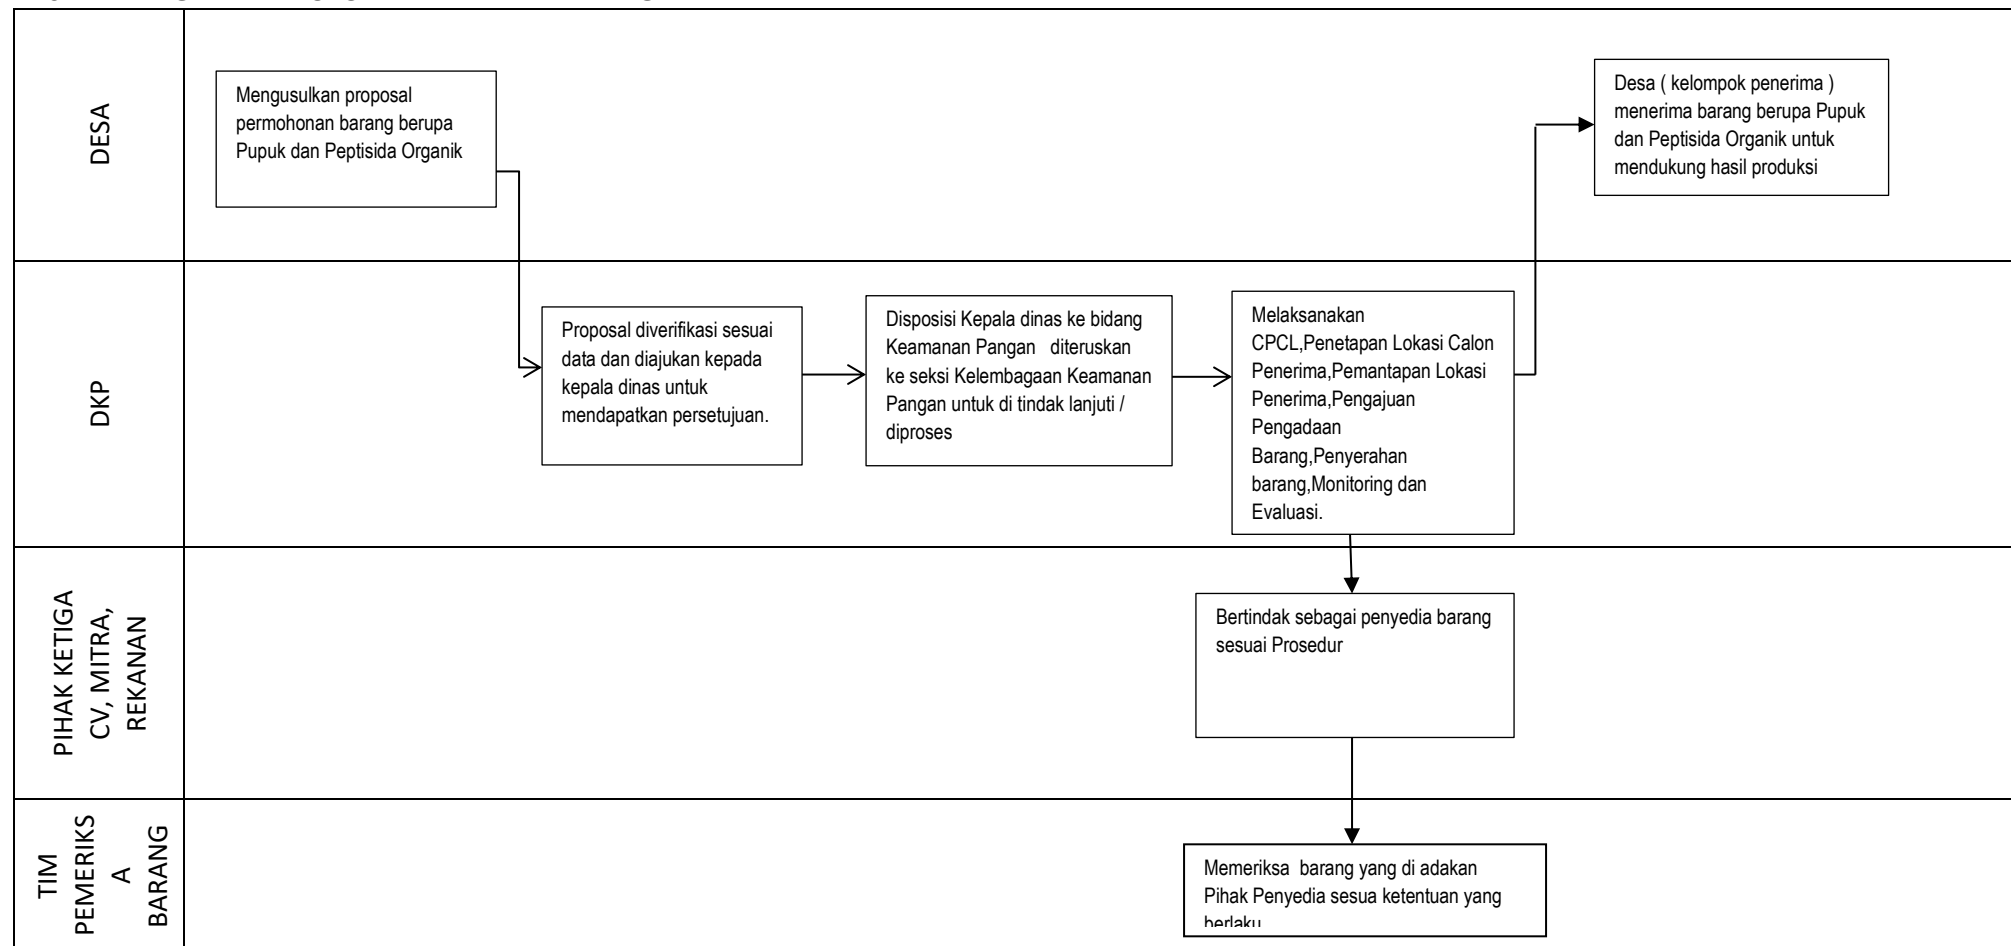 DESA
Mengusulkan proposal
permohonan barang berupa
Pupuk dan Peptisida Organik
Desa ( kelompok penerima )
menerima barang berupa Pupuk
dan Peptisida Organik untuk
mendukung hasil produksi
DKP
Proposal diverifikasi sesuai
data dan diajukan kepada
kepala dinas untuk
mendapatkan persetujuan.
Disposisi Kepala dinas ke bidang
Keamanan Pangan diteruskan
ke seksi Kelembagaan Keamanan
Pangan untuk di tindak lanjuti /
diproses
Melaksanakan
CPCL,Penetapan Lokasi Calon
Penerima,Pemantapan Lokasi
Penerima,Pengajuan
Pengadaan
Barang,Penyerahan
barang,Monitoring dan
Evaluasi.
PIHAK KETIGA
CV, MITRA,
REKANAN
Bertindak sebagai penyedia barang
sesuai Prosedur
TIM
PEMERIKS
A
BARANG
Memeriksa barang yang di adakan
Pihak Penyedia sesua ketentuan yang
berlaku